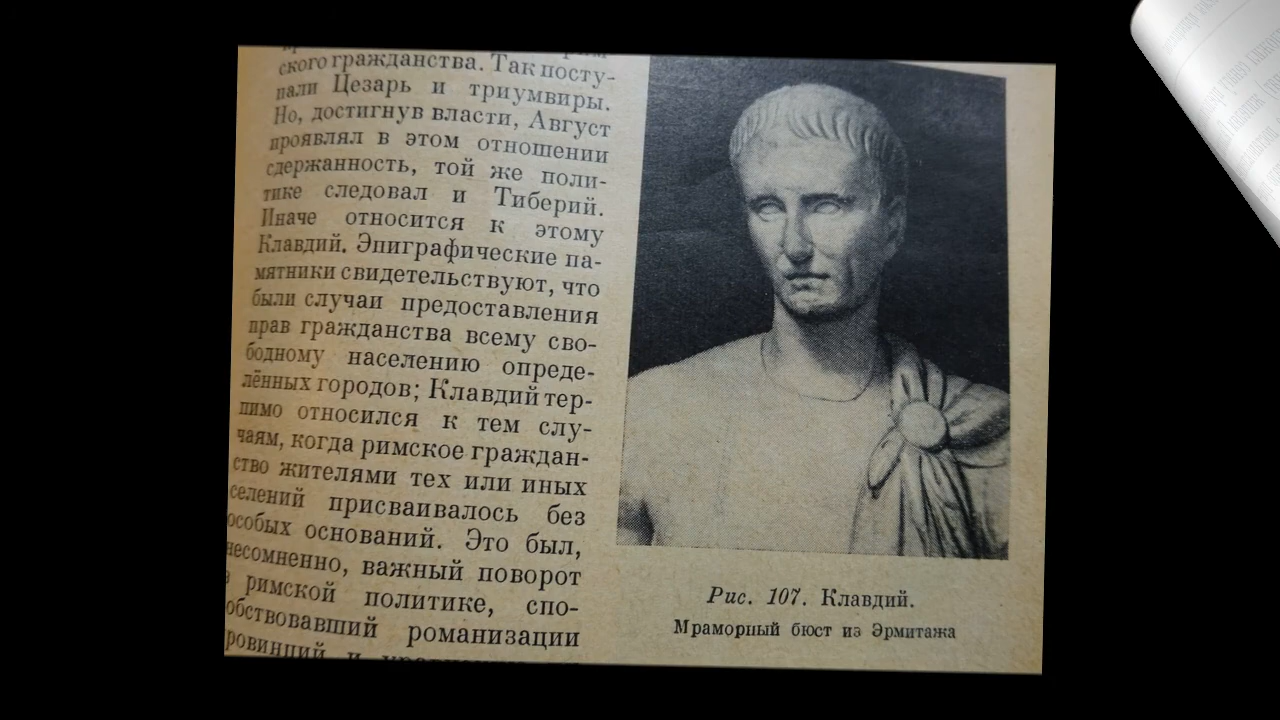 ского гражданства. Так посту-
пали Цезарь и триумвиры.
Но, достигнув власти, Август
проявлял в этом отношении
сдержанность, той же поли-
тике следовал и Тиберий.
Иначе относится к этому
Клавдий. Эпиграфические па-
мятники свидетельствуют, что
были случаи предоставления
прав гражданства всему сво-
бодному населению опреде-
лённых городов; Клавдий тер-
пимо относился к тем слу-
чаям, когда римское граждан-
ство жителями тех или иных
селений присваивалось без
особых оснований. Это был,
несомненно, важный поворот
в римской политике, спо-
обствовавший романизации
ровинций и
Рис. 107. Клавдий.
Мраморный бюст из Эрмитажа